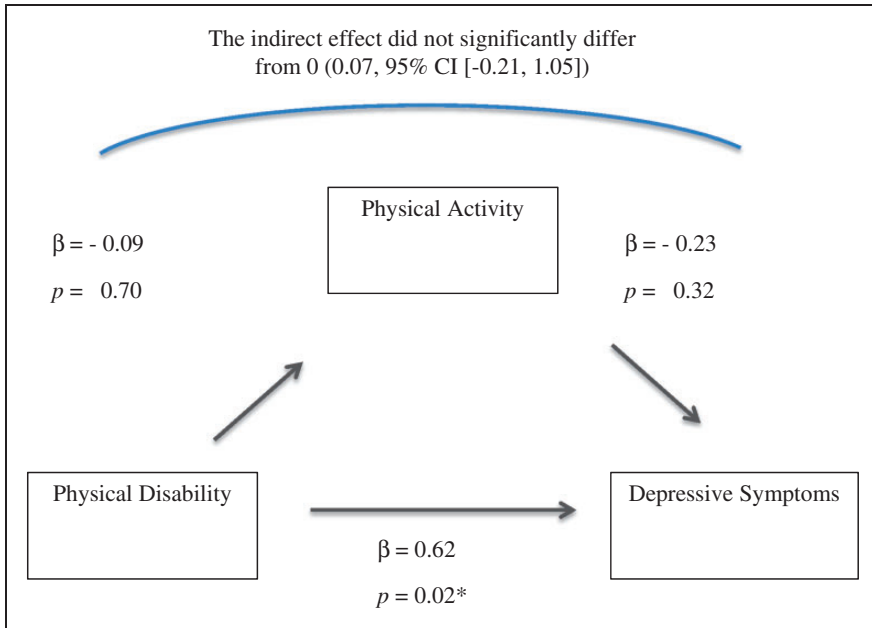 The indirect effect did not significantly differ
from 0 (0.07, 95% CI [-0.21, 1.05])
Physical Activity
β = - 0.09
p = 0.70
β = - 0.23
p = 0.32
Physical Disability
Depressive Symptoms
β = 0.62
p = 0.02*